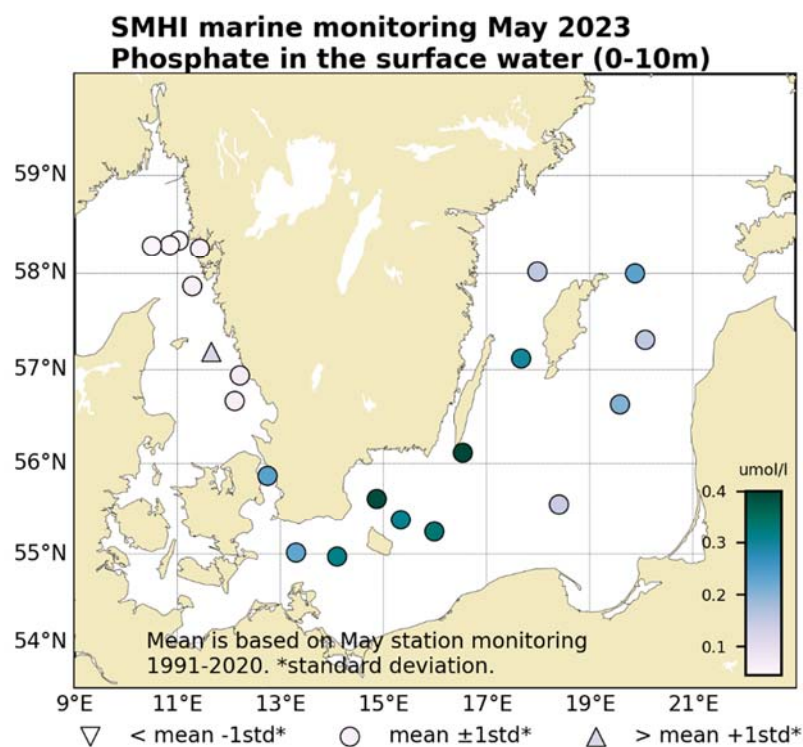 SMHI marine monitoring May 2023
Phosphate in the surface water (0-10m)
59°N
58°N
57°N
56°N
55°N
54°N
umol/l
0.4
0.3
0.2
0.1
Mean is based on May station monitoring
1991-2020. *standard deviation.
9°E 11°E 13°E 15°E 17°E 19°E 21°E
< mean -1std* mean ±1std* > mean +1std*